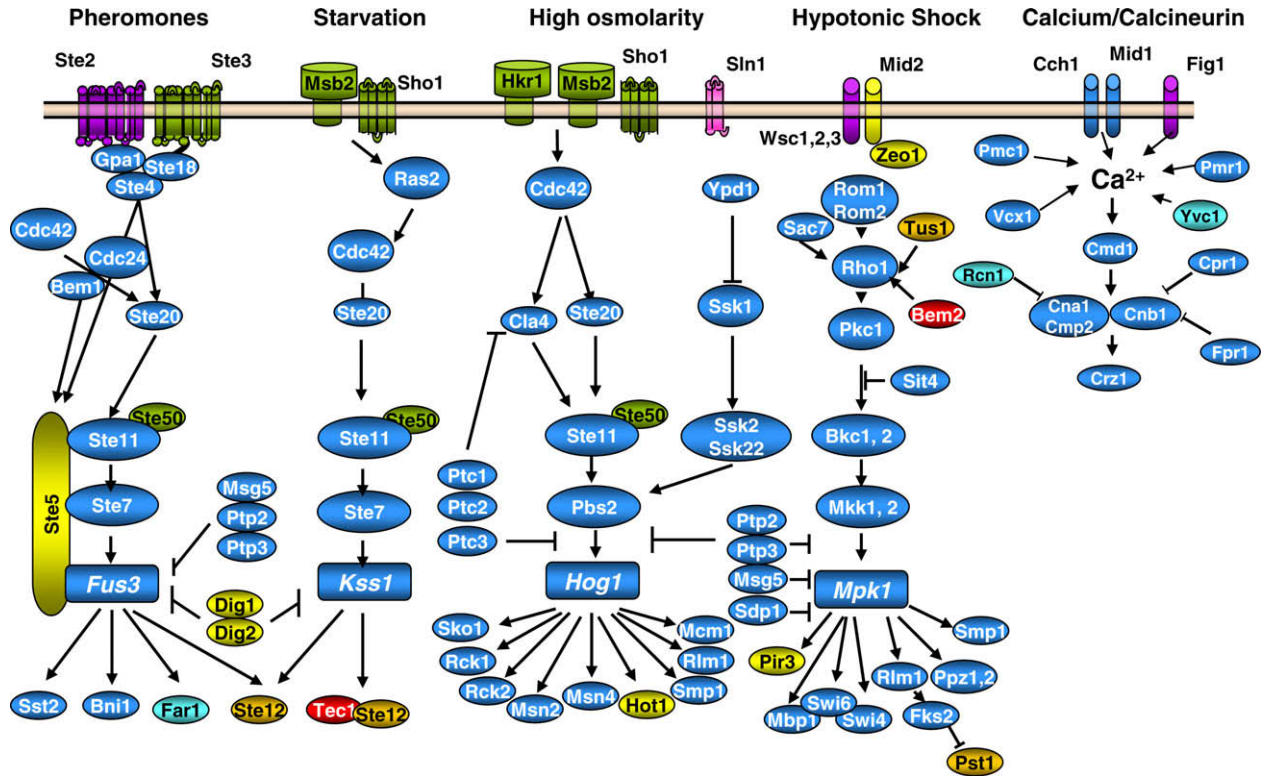 Pheromones
Starvation
High osmolarity
Hypotonic Shock
Calcium/Calcineurin
Ste2
Ste3
Msb2
Sho1
Hkr1
Msb2
Sho1
Sln1
Mid2
Wsc1,2,3
Zeo1
Cch1
Mid1
Fig1
Gpa1
Ste18
Ste4
Cdc42
Cdc24
Bem1
Ste20
Ste5
Ste50
Ste11
Ste7
Fus3
Msg5
Ptp2
Ptp3
Dig1
Dig2
Sst2
Bni1
Far1
Ste12
Ras2
Cdc42
Ste20
Ste50
Ste11
Ste7
Kss1
Tec1
Ste12
Cdc42
Cla4
Ste20
Ste50
Ste11
Pbs2
Hog1
Ptc1
Ptc2
Ptc3
Ypd1
Ssk1
Ssk2
Ssk22
Sko1
Rck1
Rck2
Msn2
Msn4
Hot1
Smp1
Rlm1
Mcm1
Rom1
Rom2
Sac7
Tus1
Rho1
Bem2
Pkc1
Sit4
Bkc1, 2
Mkk1, 2
Ptp2
Ptp3
Msg5
Sdp1
Mpk1
Pir3
Mbp1
Swi6
Swi4
Rlm1
Fks2
Pst1
Ppz1,2
Smp1
Pmc1
Vcx1
Ca2+
Pmr1
Yvc1
Cmd1
Rcn1
Cpr1
Cna1
Cmp2
Cnb1
Fpr1
Crz1